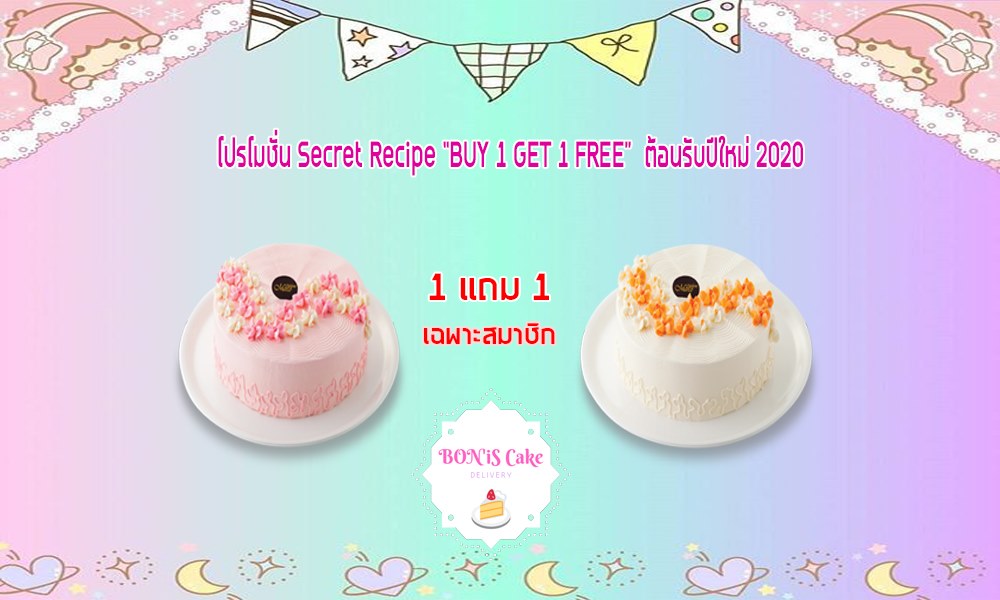 โปรโมชั่น Secret Recipe "BUY 1 GET 1 FREE" ต้อนรับปีใหม่ 2020
1 แถม 1
เฉพาะสมาชิก
BON'iS Cake
DELIVERY